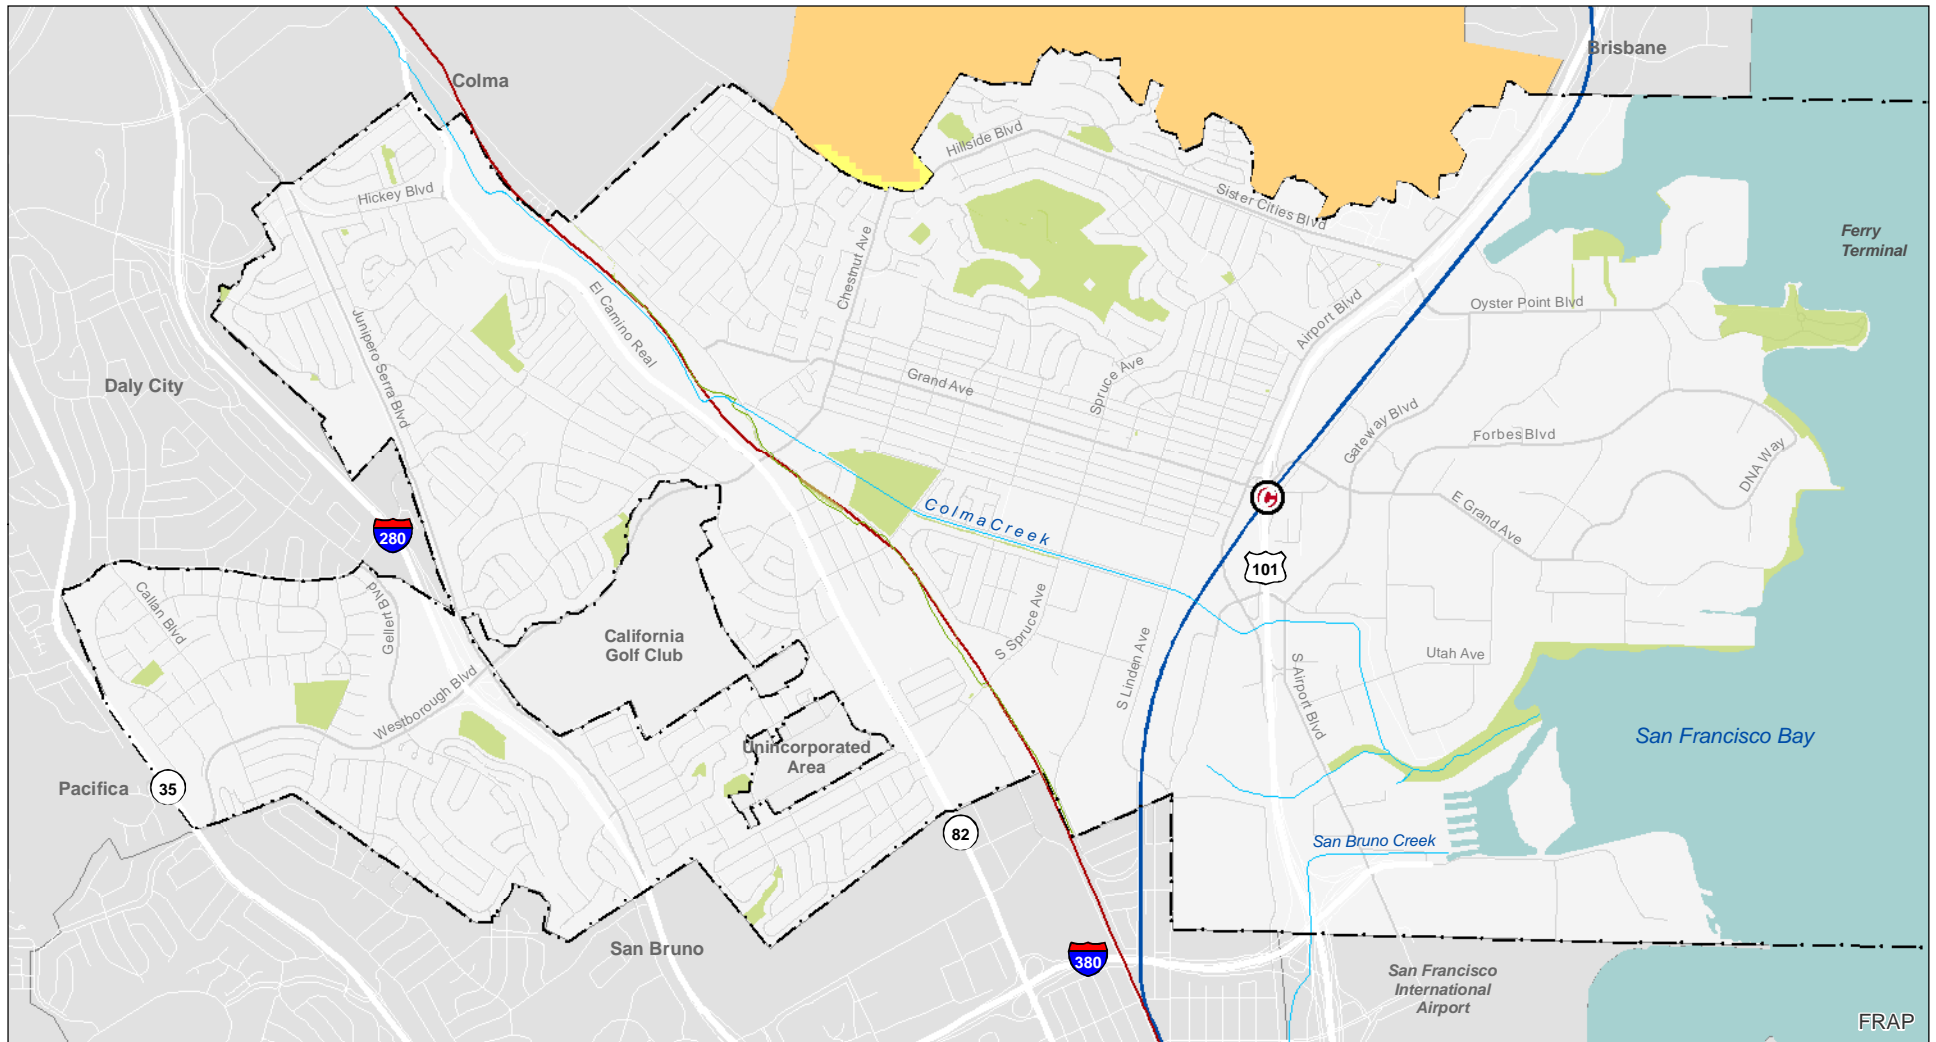 Brisbane
Colma
Hillside Blvd
Hickey Blvd
Sister Cities Blvd
Ferry
Terminal
Chestnut Ave
El Camino Real
Junipero Serra Blvd
Airport Blvd
Oyster Point Blvd
Daly City
Grand Ave
Spruce Ave
Gateway Blvd
Forbes Blvd
DNA Way
Colma Creek
E Grand Ave
280
101
Callan Blvd
Gellert Blvd
California
Golf Club
S Spruce Ave
S Linden Ave
Utah Ave
S Airport Blvd
Westborough Blvd
San Francisco Bay
Unincorporated
Area
Pacifica
35
82
San Bruno Creek
San Bruno
380
San Francisco
International
Airport
FRAP